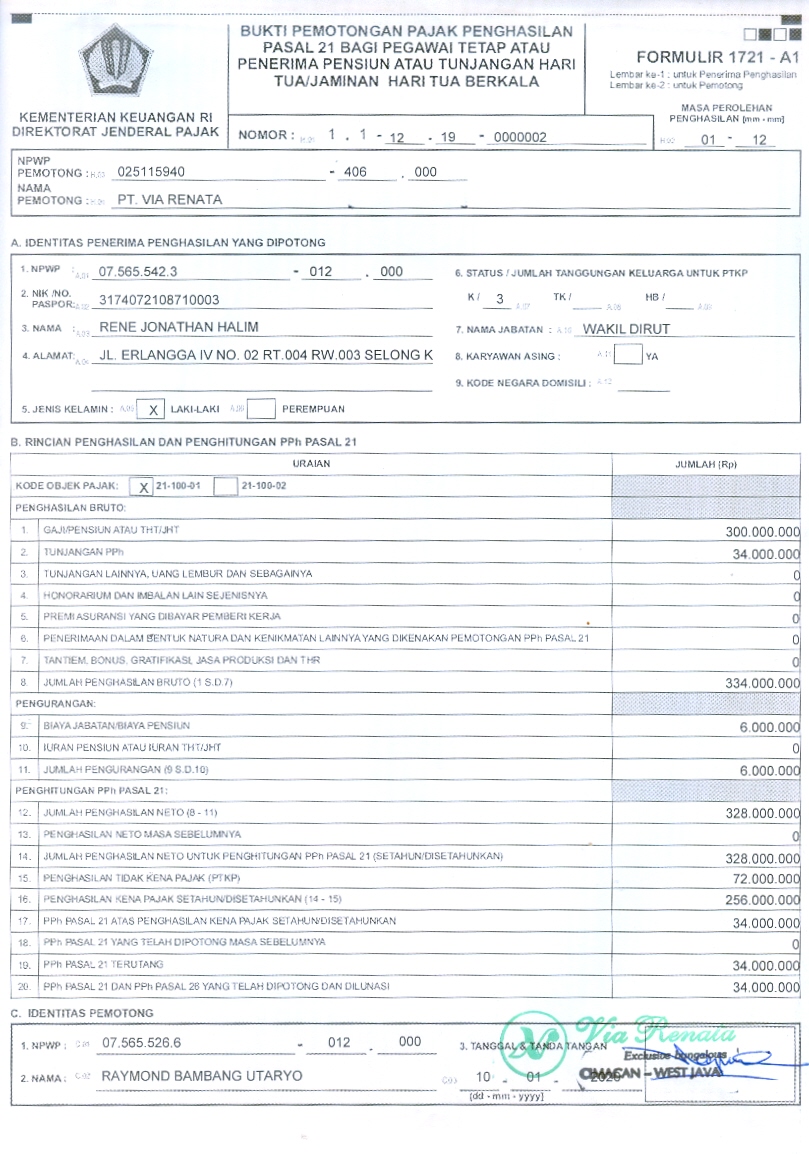 BUKTI PEMOTONGAN PAJAK PENGHASILAN
PASAL 21 BAGI PEGAWAI TETAP ATAU
PENERIMA PENSIUN ATAU TUNJANGAN HARI
TUA/JAMINAN HARI TUA BERKALA
FORMULIR 1721 - A1
Lembar ke-1 : untuk Penerima Penghasilan
Lembar ke-2 : untuk Pemotong
KEMENTERIAN KEUANGAN RI
DIREKTORAT JENDERAL PAJAK
NOMOR : H.01 1 . 1 - 12 . 19 - 0000002
MASA PEROLEHAN
PENGHASILAN [mm - mm]
H.02 01 - 12
NPWP
PEMOTONG : H.03 025115940 - 406 . 000
NAMA
PEMOTONG : H.04 PT. VIA RENATA
A. IDENTITAS PENERIMA PENGHASILAN YANG DIPOTONG
1. NPWP : A.01 07.565.542.3 - 012 . 000
2. NIK /NO.
PASPOR: A.02 3174072108710003
3. NAMA : A.03 RENE JONATHAN HALIM
4. ALAMAT: A.04 JL. ERLANGGA IV NO. 02 RT.004 RW.003 SELONG K
5. JENIS KELAMIN : A.05 X LAKI-LAKI A.06 PEREMPUAN
6. STATUS / JUMLAH TANGGUNGAN KELUARGA UNTUK PTKP
K / 3 A.07 TK / A.08 HB / A.09
7. NAMA JABATAN : A.10 WAKIL DIRUT
8. KARYAWAN ASING : A.11 YA
9. KODE NEGARA DOMISILI : A.12
B. RINCIAN PENGHASILAN DAN PENGHITUNGAN PPh PASAL 21
URAIAN JUMLAH (Rp)
KODE OBJEK PAJAK: X 21-100-01 21-100-02
PENGHASILAN BRUTO:
1. GAJI/PENSIUN ATAU THT/JHT 300.000.000
2. TUNJANGAN PPh 34.000.000
3. TUNJANGAN LAINNYA, UANG LEMBUR DAN SEBAGAINYA 0
4. HONORARIUM DAN IMBALAN LAIN SEJENISNYA 0
5. PREMI ASURANSI YANG DIBAYAR PEMBERI KERJA 0
6. PENERIMAAN DALAM BENTUK NATURA DAN KENIKMATAN LAINNYA YANG DIKENAKAN PEMOTONGAN PPh PASAL 21 0
7. TANTIEM, BONUS, GRATIFIKASI, JASA PRODUKSI DAN THR 0
8. JUMLAH PENGHASILAN BRUTO (1 S.D.7) 334.000.000
PENGURANGAN:
9. BIAYA JABATAN/BIAYA PENSIUN 6.000.000
10. IURAN PENSIUN ATAU IURAN THT/JHT 0
11. JUMLAH PENGURANGAN (9 S.D.10) 6.000.000
PENGHITUNGAN PPh PASAL 21:
12. JUMLAH PENGHASILAN NETO (8 - 11) 328.000.000
13. PENGHASILAN NETO MASA SEBELUMNYA 0
14. JUMLAH PENGHASILAN NETO UNTUK PENGHITUNGAN PPh PASAL 21 (SETAHUN/DISETAHUNKAN) 328.000.000
15. PENGHASILAN TIDAK KENA PAJAK (PTKP) 72.000.000
16. PENGHASILAN KENA PAJAK SETAHUN/DISETAHUNKAN (14 - 15) 256.000.000
17. PPh PASAL 21 ATAS PENGHASILAN KENA PAJAK SETAHUN/DISETAHUNKAN 34.000.000
18. PPh PASAL 21 YANG TELAH DIPOTONG MASA SEBELUMNYA 0
19. PPh PASAL 21 TERUTANG 34.000.000
20. PPh PASAL 21 DAN PPh PASAL 26 YANG TELAH DIPOTONG DAN DILUNASI 34.000.000
C. IDENTITAS PEMOTONG
1. NPWP : C.01 07.565.526.6 - 012 . 000
2. NAMA : C.02 RAYMOND BAMBANG UTARYO
3. TANGGAL & TANDA TANGAN
C.03 10 - 01 - 2020
[dd - mm - yyyy]
Via Renata
Exclusive bungalows
CIMACAN - WEST JAVA